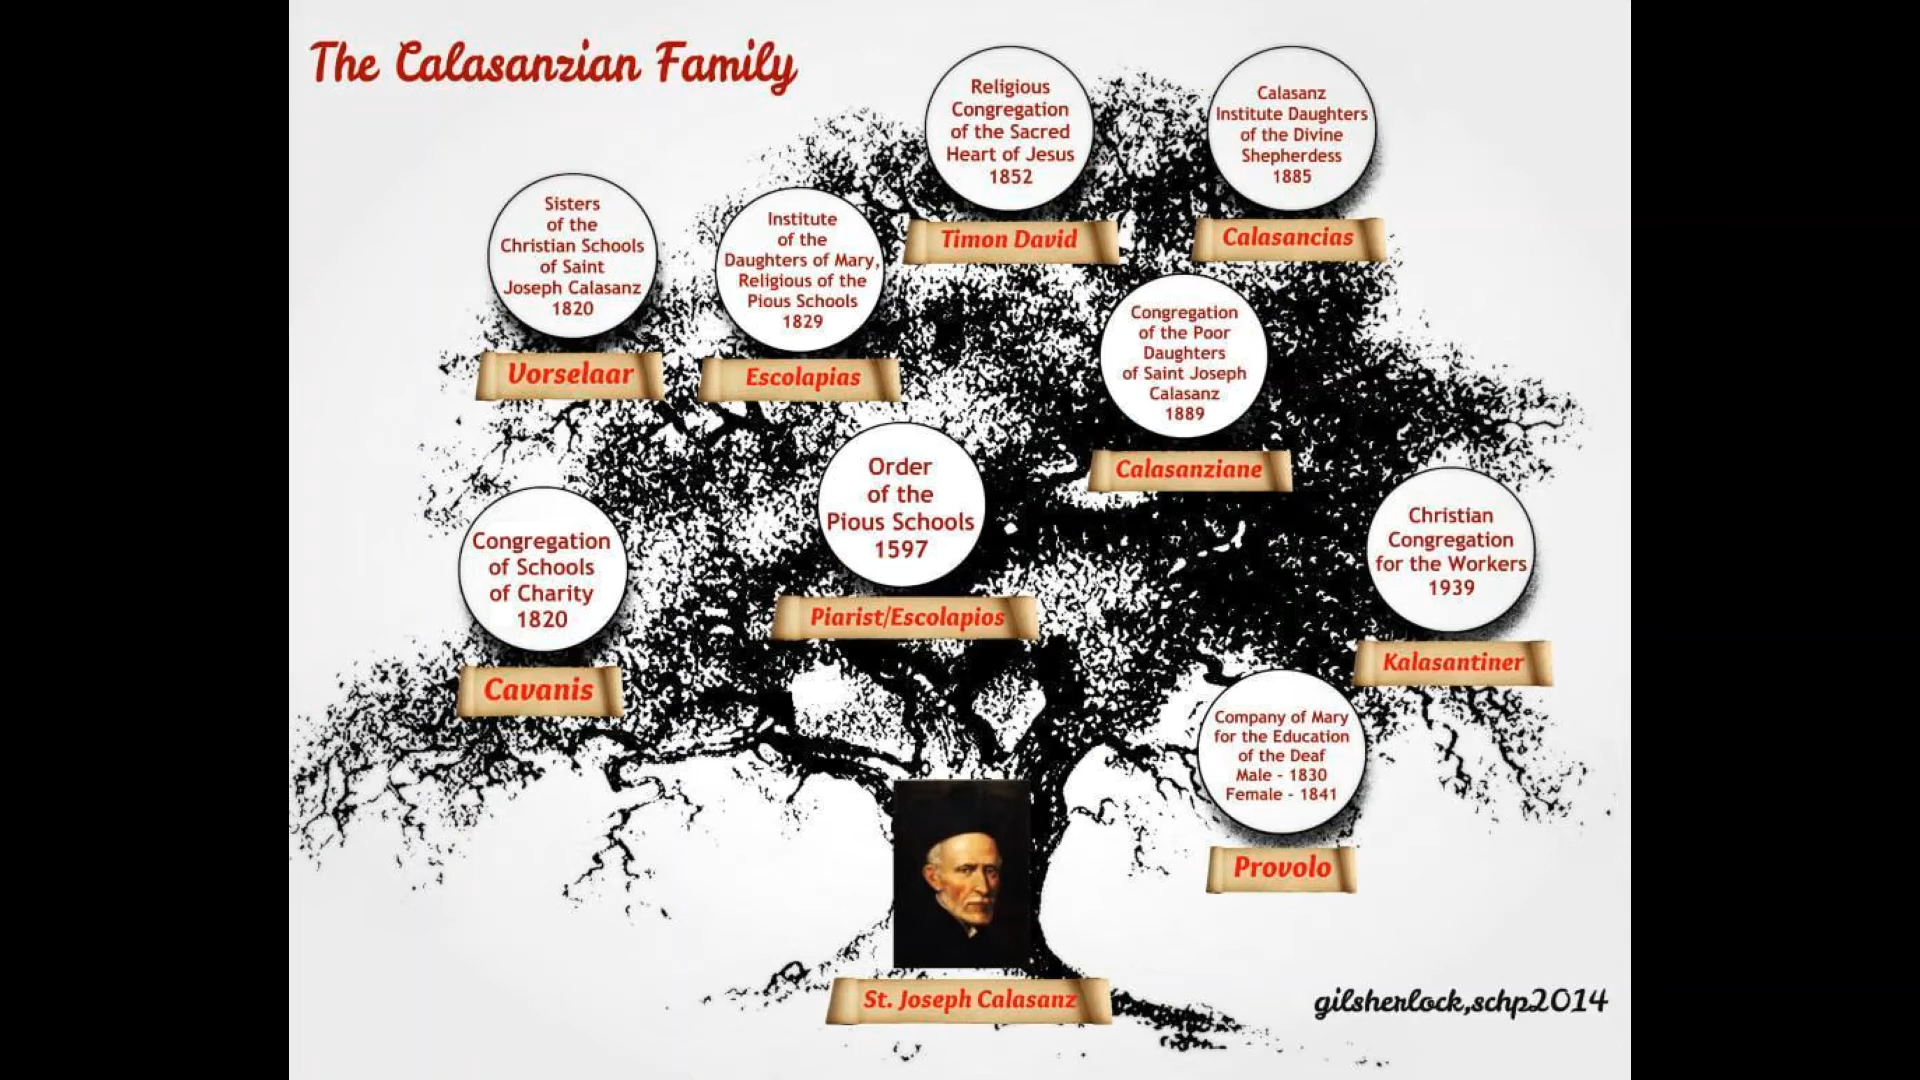 The Calasanzian Family
Religious
Congregation
of the Sacred
Heart of Jesus
1852
Timon David
Calasanz
Institute Daughters
of the Divine
Shepherdess
1885
Calasancias
Sisters
of the
Christian Schools
of Saint
Joseph Calasanz
1820
Vorselaar
Institute
of the
Daughters of Mary,
Religious of the
Pious Schools
1829
Escolapias
Congregation
of the Poor
Daughters
of Saint Joseph
Calasanz
1889
Calasanziane
Order
of the
Pious Schools
1597
Piarist/Escolapios
Congregation
of Schools
of Charity
1820
Cavanis
Christian
Congregation
for the Workers
1939
Kalasantiner
Company of Mary
for the Education
of the Deaf
Male - 1830
Female - 1841
Provolo
St. Joseph Calasanz
gilsherlock,schp2014